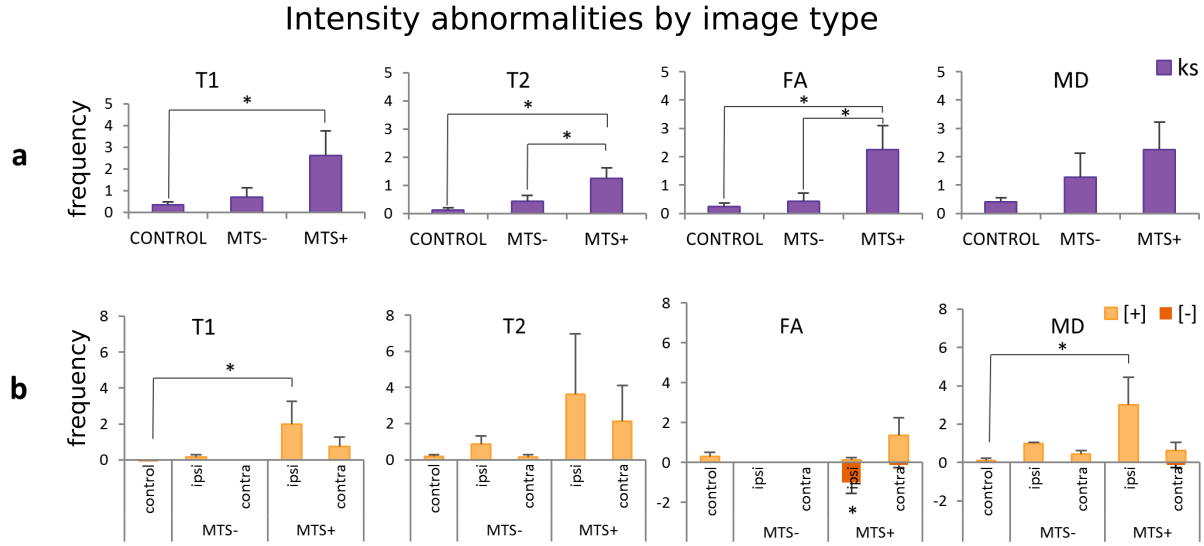 Intensity abnormalities by image type
a
frequency
T1
5
4
3
2
1
0
*
CONTROL MTS- MTS+
T2
5
4
3
2
1
0
*
*
CONTROL MTS- MTS+
FA
5
4
3
2
1
0
*
*
CONTROL MTS- MTS+
MD
ks
5
4
3
2
1
0
CONTROL MTS- MTS+
b
frequency
T1
8
6
4
2
0
*
control ipsi contra ipsi contra
MTS- MTS+
T2
8
6
4
2
0
control ipsi contra ipsi contra
MTS- MTS+
FA
8
6
4
2
0
-2
control ipsi contra ipsi contra
*
MTS- MTS+
MD
[+] [-]
8
6
4
2
0
-2
*
control ipsi contra ipsi contra
MTS- MTS+